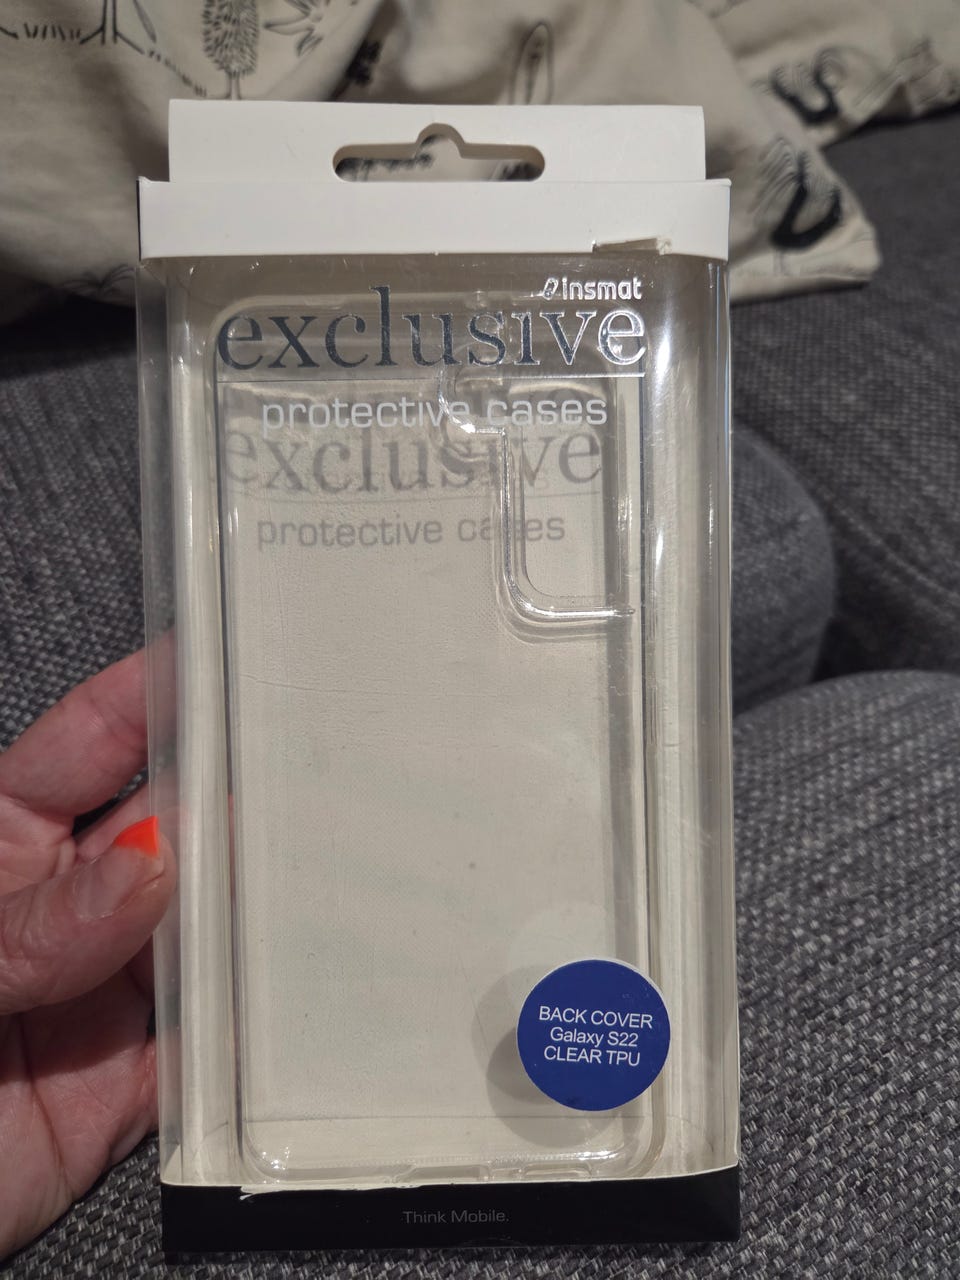 insmat
exclusive
protective cases
exclusive
protective cases
BACK COVER
Galaxy S22
CLEAR TPU
Think Mobile.